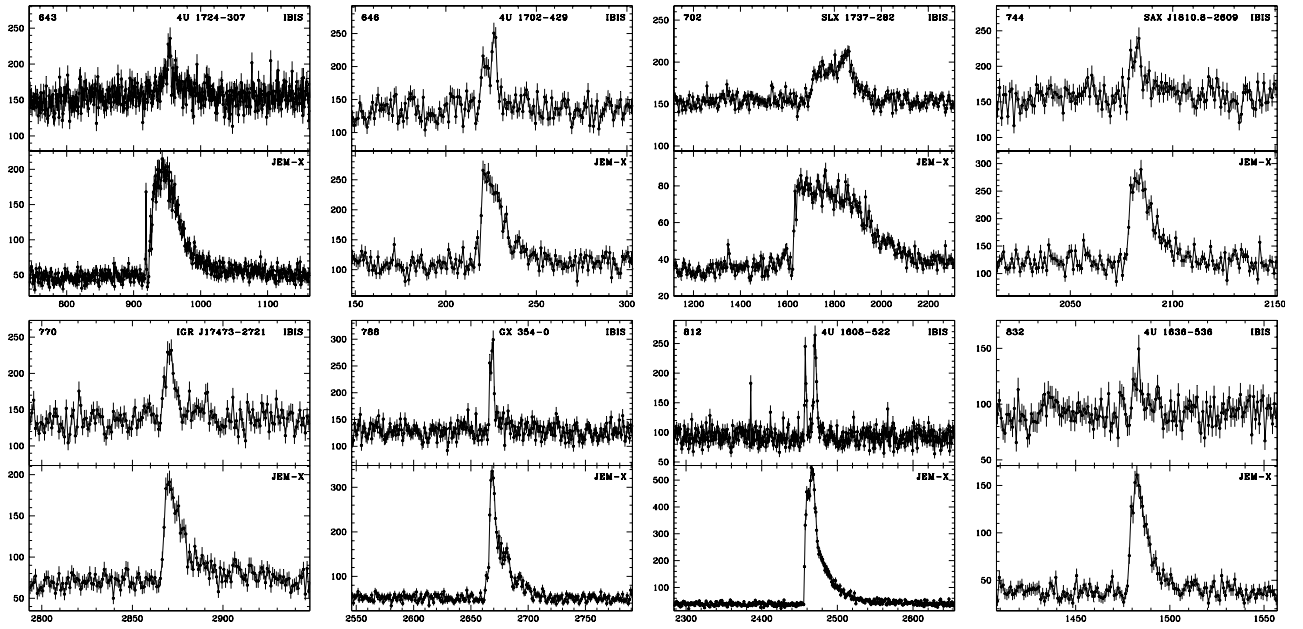 643 4U 1724-307 IBIS
250
200
150
100
JEM-X
200
150
100
50
800 900 1000 1100
646 4U 1702-429 IBIS
250
200
150
100
JEM-X
300
250
200
150
100
150 200 250 300
702 SLX 1737-282 IBIS
250
200
150
100
JEM-X
80
60
40
20
1200 1400 1600 1800 2000 2200
744 SAX J1810.8-2609 IBIS
250
200
150
100
JEM-X
300
250
200
150
100
2050 2100 2150
770 IGR J17473-2721 IBIS
250
200
150
100
JEM-X
200
150
100
50
2800 2850 2900
788 GX 354-0 IBIS
300
250
200
150
100
JEM-X
300
200
100
2550 2600 2650 2700 2750
812 4U 1608-522 IBIS
250
200
150
100
50
JEM-X
500
400
300
200
100
2300 2400 2500 2600
832 4U 1636-536 IBIS
150
100
50
JEM-X
150
100
50
1450 1500 1550